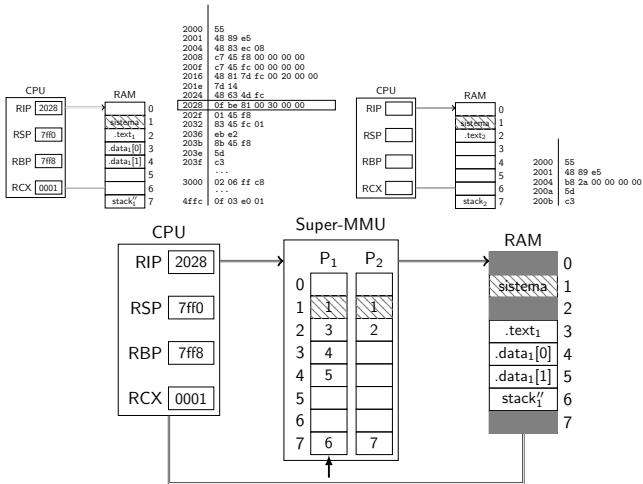 2000 55
2001 48 89 e5
2004 48 83 ec 08
2008 c7 45 f8 00 00 00 00
200f c7 45 fc 00 00 00 00
2016 48 81 7d fc 00 20 00 00
201e 7d 14
2024 48 63 4d fc
2028 0f be 81 00 30 00 00
202f 01 45 f8
2032 83 45 fc 01
2036 eb e2
203b 8b 45 f8
203e 5d
203f c3
...
3000 02 06 ff c8
...
4ffc 0f 03 e0 01
CPU
RIP 2028
RSP 7ff0
RBP 7ff8
RCX 0001
RAM
0
sistema 1
.text₁ 2
.data₁[0] 3
.data₁[1] 4
5
6
stack₁″ 7
CPU
RIP
RSP
RBP
RCX
RAM
0
sistema 1
.text₂ 2
3
4
5
6
stack₂ 7
2000 55
2001 48 89 e5
2004 b8 2a 00 00 00 00
200a 5d
200b c3
CPU
RIP 2028
RSP 7ff0
RBP 7ff8
RCX 0001
Super-MMU
P₁ P₂
0
1 1 1
2 3 2
3 4
4 5
5
6
7 6 7
RAM
0
sistema 1
2
.text₁ 3
.data₁[0] 4
.data₁[1] 5
stack₁″ 6
7